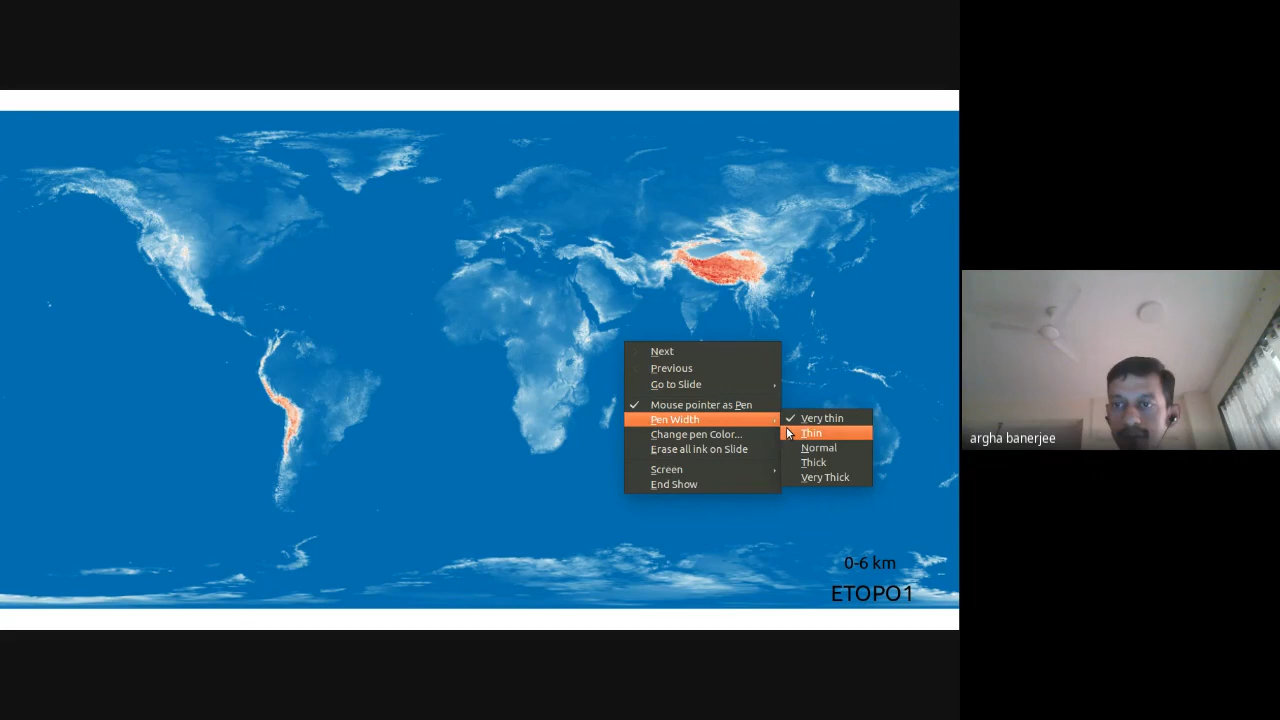 Next
Previous
Go to Slide
Mouse pointer as Pen
Pen Width
Change pen Color...
Erase all ink on Slide
Screen
End Show
Very thin
Thin
Normal
Thick
Very Thick
argha banerjee
0-6 km
ETOPO1